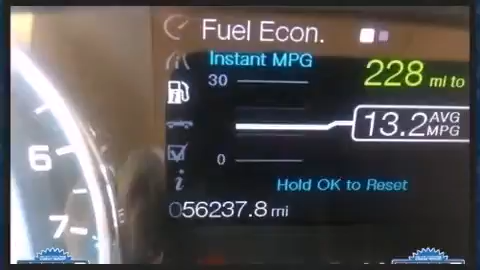 Fuel Econ.
Instant MPG
30
228 mi to
13.2 AVG MPG
0
Hold OK to Reset
056237.8 mi
6
7